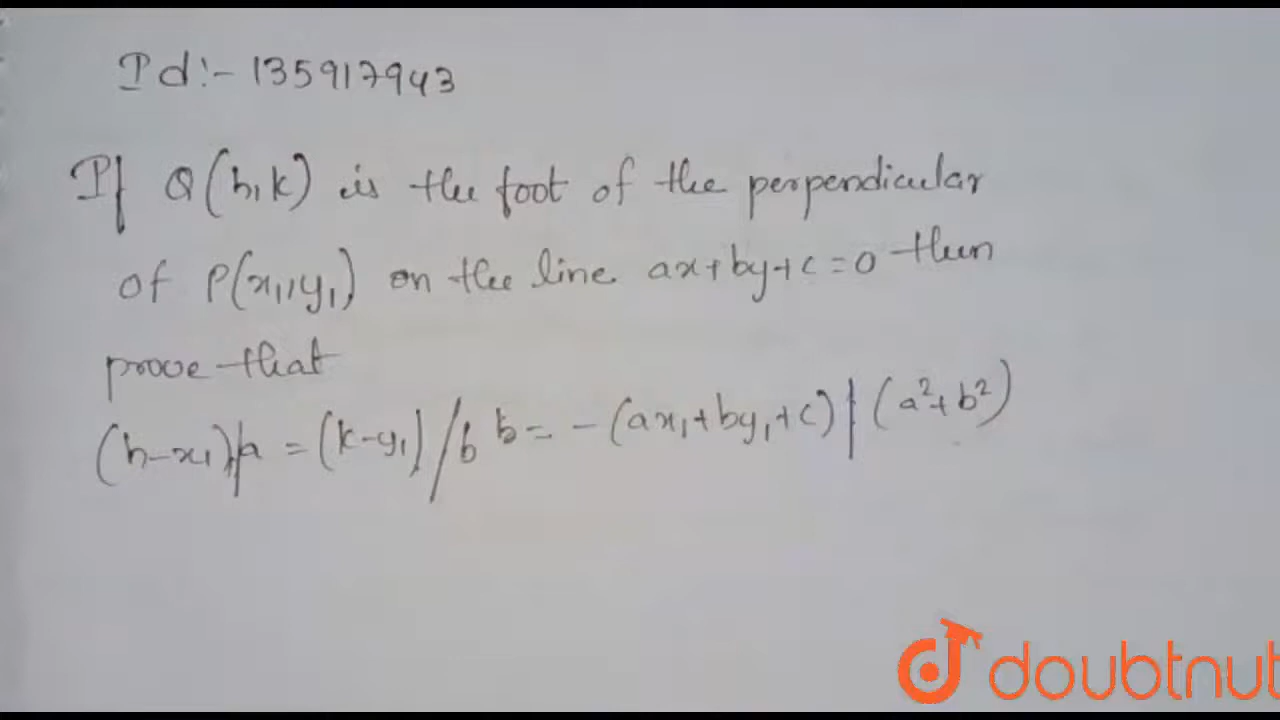 Id:- 135917943
If Q(h,k) is the foot of the perpendicular
of P(x₁,y₁) on the line ax+by+c=0 then
prove that
(h-x₁)/a = (k-y₁)/b b = -(ax₁+by₁+c)/(a²+b²)
doubtnut